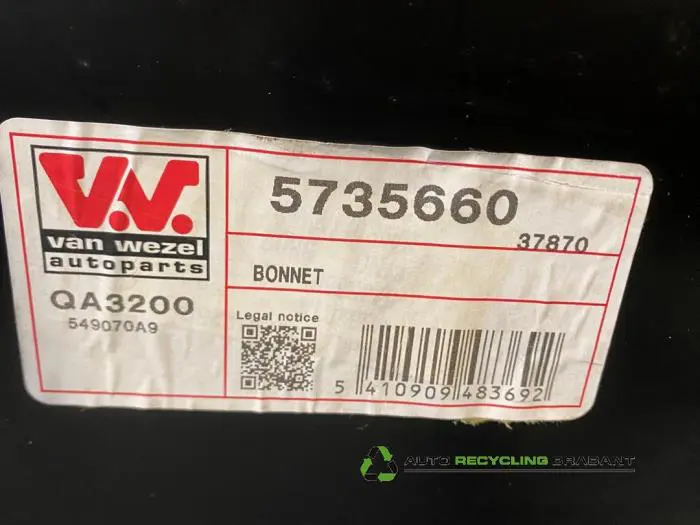 V.V.
van wezel
autoparts
QA3200
549070A9
5735660
37870
BONNET
Legal notice
5 410909 483692
AUTO RECYCLING BRABANT